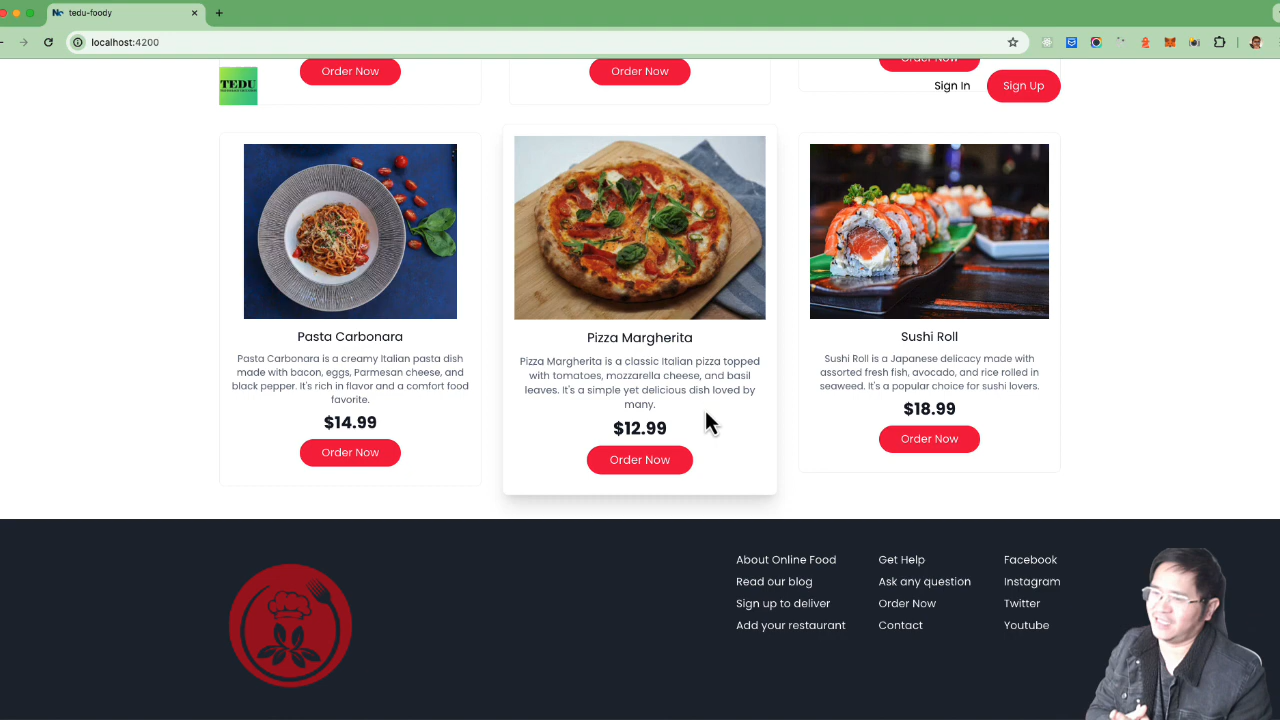 tedu-foody
localhost:4200
Order Now
Order Now
Order Now
TEDU
Sign In
Sign Up
Pasta Carbonara
Pasta Carbonara is a creamy Italian pasta dish
made with bacon, eggs, Parmesan cheese, and
black pepper. It's rich in flavor and a comfort food
favorite.
$14.99
Order Now
Pizza Margherita
Pizza Margherita is a classic Italian pizza topped
with tomatoes, mozzarella cheese, and basil
leaves. It's a simple yet delicious dish loved by
many.
$12.99
Order Now
Sushi Roll
Sushi Roll is a Japanese delicacy made with
assorted fresh fish, avocado, and rice rolled in
seaweed. It's a popular choice for sushi lovers.
$18.99
Order Now
About Online Food
Read our blog
Sign up to deliver
Add your restaurant
Get Help
Ask any question
Order Now
Contact
Facebook
Instagram
Twitter
Youtube